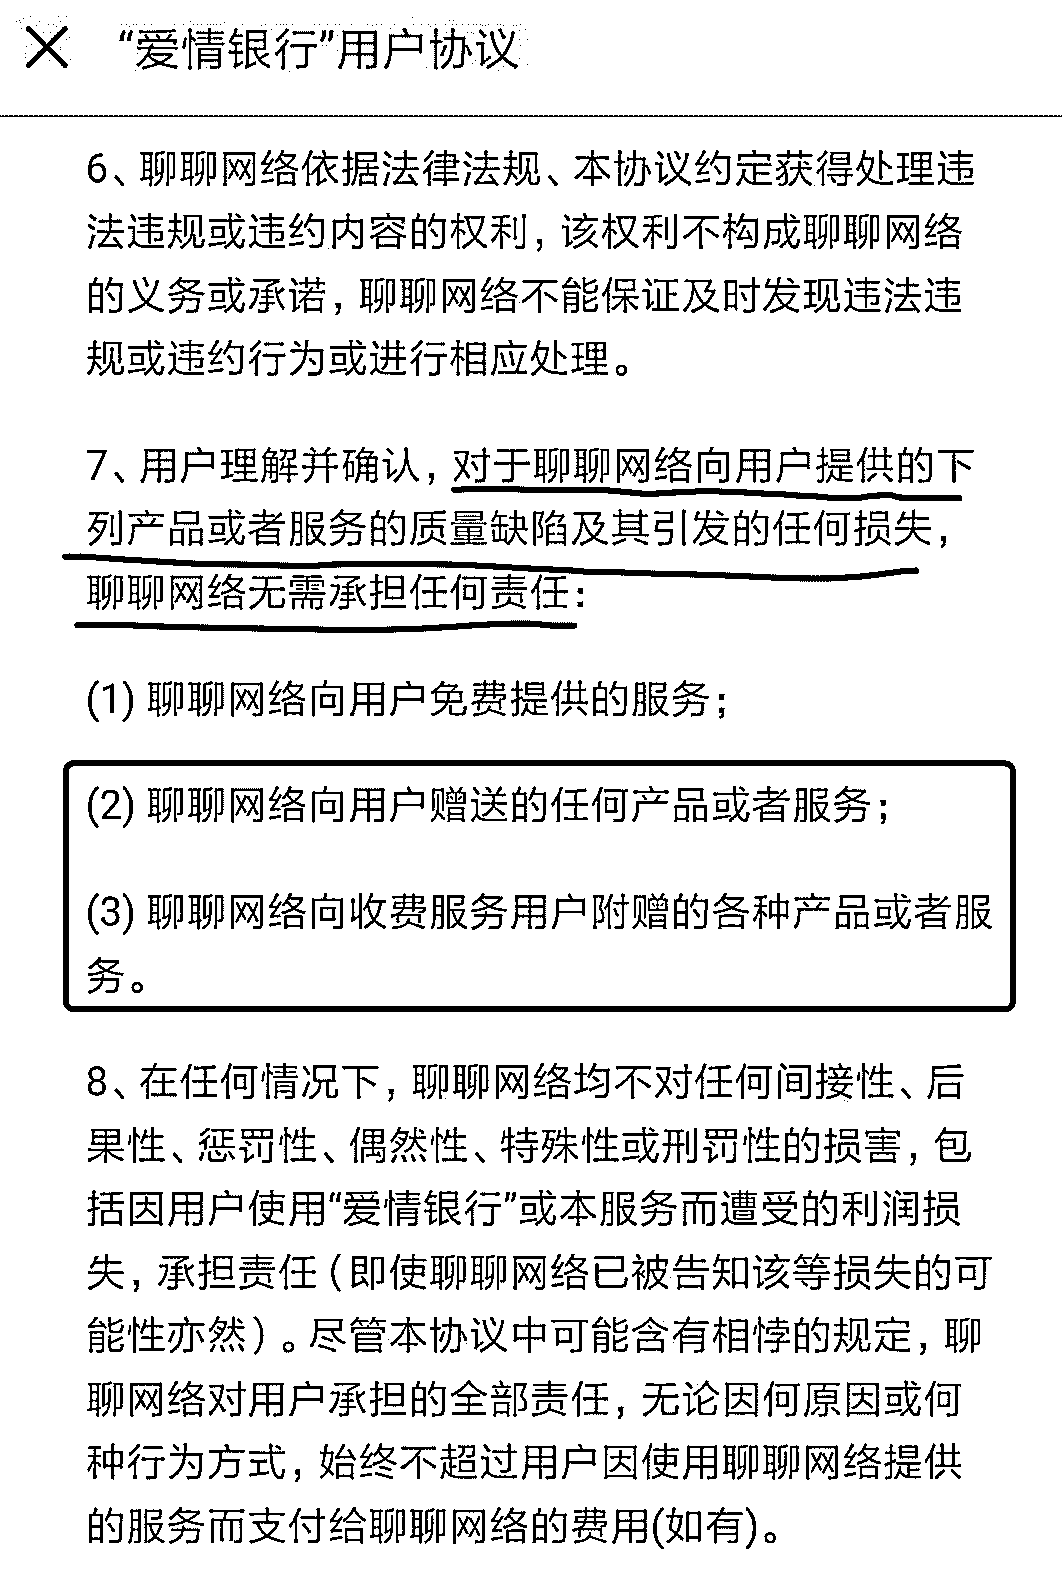 “爱情银行”用户协议
6、聊聊网络依据法律法规、本协议约定获得处理违
法违规或违约内容的权利，该权利不构成聊聊网络
的义务或承诺，聊聊网络不能保证及时发现违法违
规或违约行为或进行相应处理。
7、用户理解并确认，对于聊聊网络向用户提供的下
列产品或者服务的质量缺陷及其引发的任何损失，
聊聊网络无需承担任何责任：
(1) 聊聊网络向用户免费提供的服务；
(2) 聊聊网络向用户赠送的任何产品或者服务；
(3) 聊聊网络向收费服务用户附赠的各种产品或者服
务。
8、在任何情况下，聊聊网络均不对任何间接性、后
果性、惩罚性、偶然性、特殊性或刑罚性的损害，包
括因用户使用“爱情银行”或本服务而遭受的利润损
失，承担责任（即使聊聊网络已被告知该等损失的可
能性亦然）。尽管本协议中可能含有相悖的规定，聊
聊网络对用户承担的全部责任，无论因何原因或何
种行为方式，始终不超过用户因使用聊聊网络提供
的服务而支付给聊聊网络的费用(如有)。